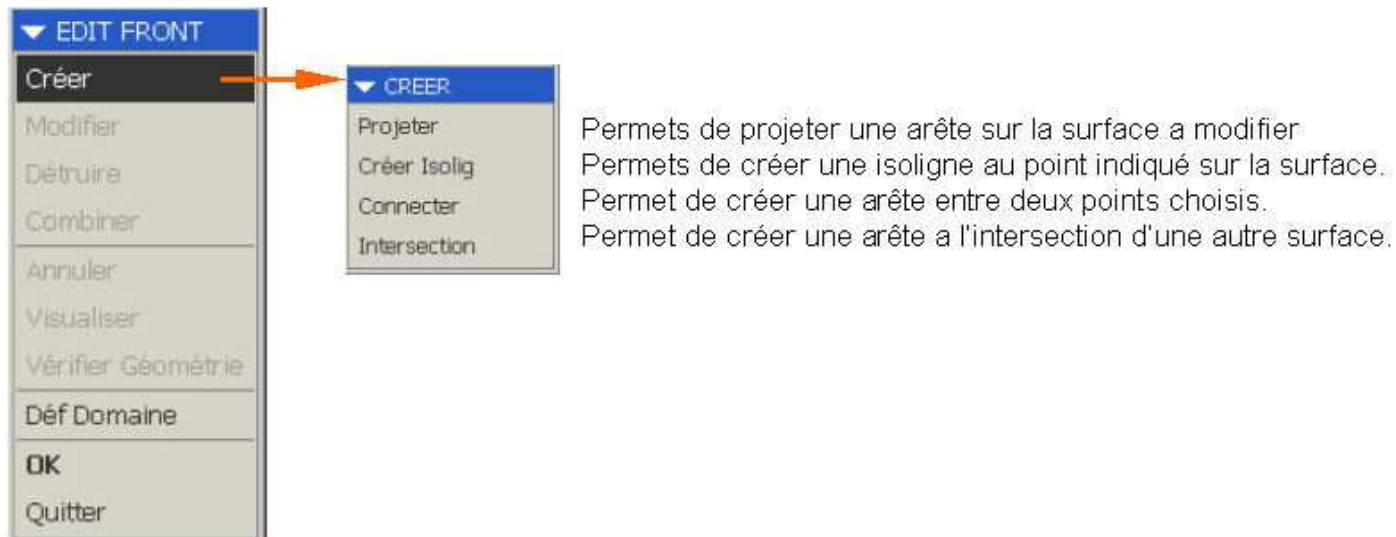 EDIT FRONT
Créer
Modifier
Détruire
Combiner
Annuler
Visualiser
Vérifier Géométrie
Déf Domaine
OK
Quitter
CREER
Projeter
Créer Isolig
Connecter
Intersection
Permets de projeter une arête sur la surface a modifier
Permets de créer une isoligne au point indiqué sur la surface.
Permet de créer une arête entre deux points choisis.
Permet de créer une arête a l'intersection d'une autre surface.